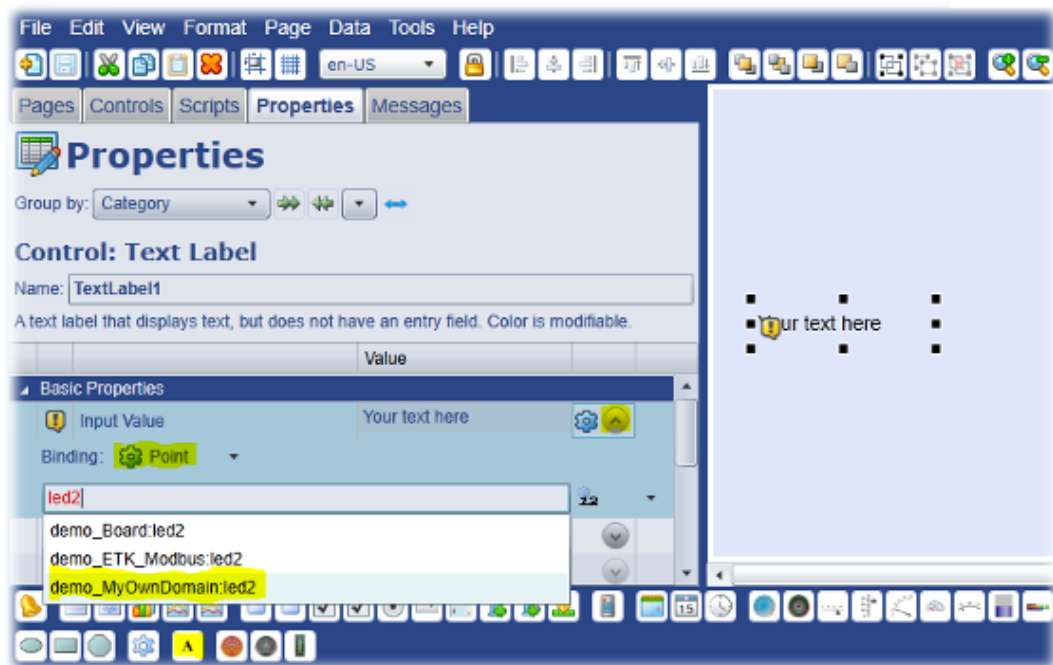 File Edit View Format Page Data Tools Help
en-US
Pages Controls Scripts Properties Messages
Properties
Group by: Category
Control: Text Label
Name: TextLabel1
A text label that displays text, but does not have an entry field. Color is modifiable.
Value
Basic Properties
Input Value Your text here
Binding: Point
led2
demo_Board:led2
demo_ETK_Modbus:led2
demo_MyOwnDomain:led2
ur text here
15
A